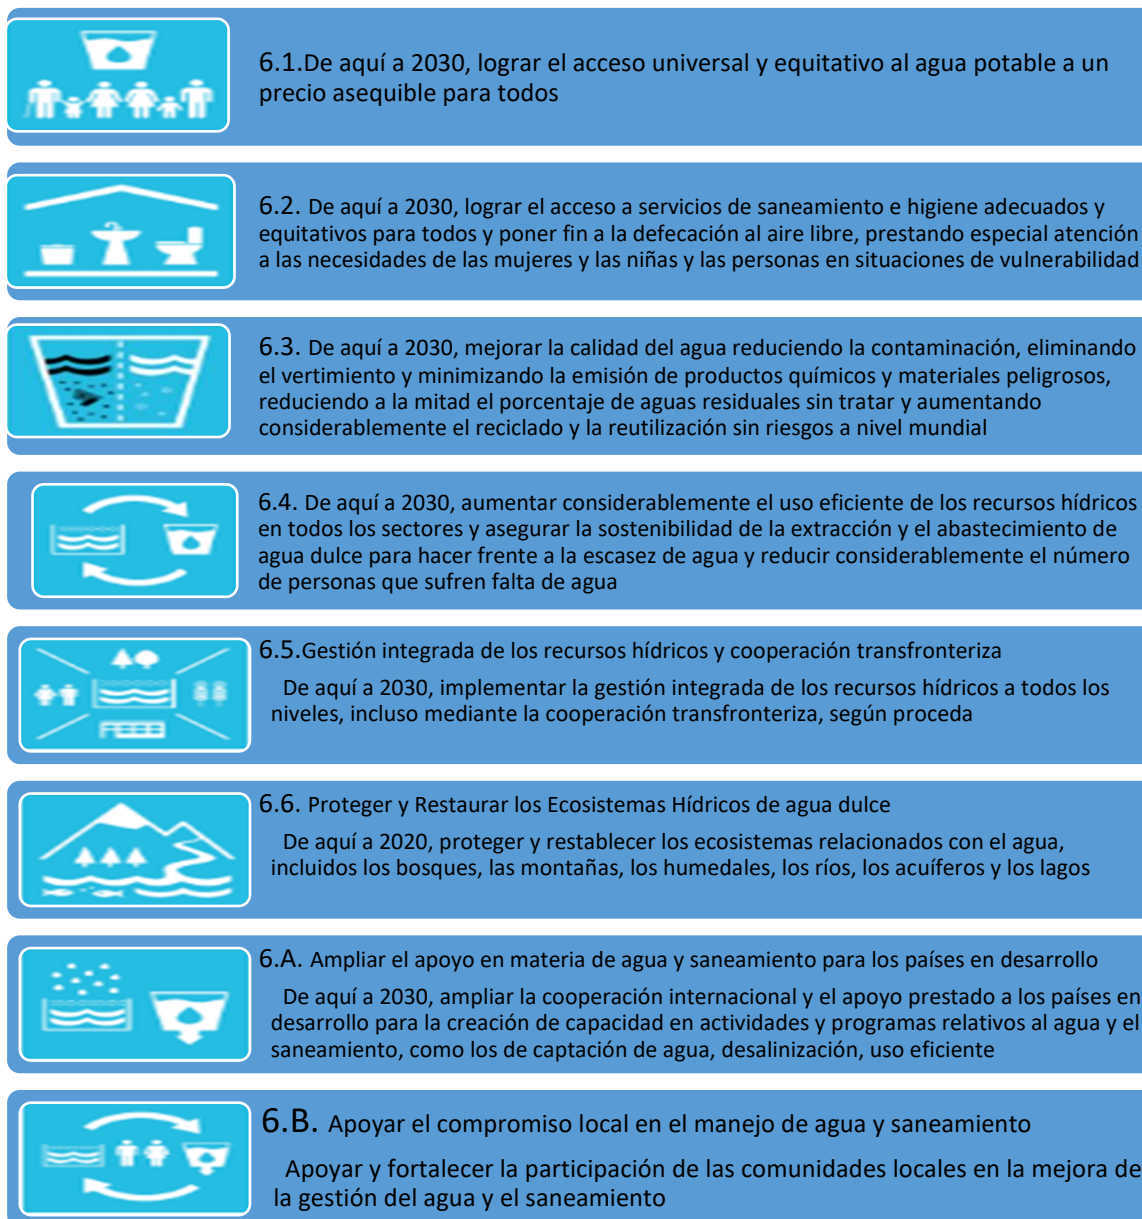 6.1.De aquí a 2030, lograr el acceso universal y equitativo al agua potable a un
precio asequible para todos
6.2. De aquí a 2030, lograr el acceso a servicios de saneamiento e higiene adecuados y
equitativos para todos y poner fin a la defecación al aire libre, prestando especial atención
a las necesidades de las mujeres y las niñas y las personas en situaciones de vulnerabilidad
6.3. De aquí a 2030, mejorar la calidad del agua reduciendo la contaminación, eliminando
el vertimiento y minimizando la emisión de productos químicos y materiales peligrosos,
reduciendo a la mitad el porcentaje de aguas residuales sin tratar y aumentando
considerablemente el reciclado y la reutilización sin riesgos a nivel mundial
6.4. De aquí a 2030, aumentar considerablemente el uso eficiente de los recursos hídricos
en todos los sectores y asegurar la sostenibilidad de la extracción y el abastecimiento de
agua dulce para hacer frente a la escasez de agua y reducir considerablemente el número
de personas que sufren falta de agua
6.5.Gestión integrada de los recursos hídricos y cooperación transfronteriza
De aquí a 2030, implementar la gestión integrada de los recursos hídricos a todos los
niveles, incluso mediante la cooperación transfronteriza, según proceda
6.6. Proteger y Restaurar los Ecosistemas Hídricos de agua dulce
De aquí a 2020, proteger y restablecer los ecosistemas relacionados con el agua,
incluidos los bosques, las montañas, los humedales, los ríos, los acuíferos y los lagos
6.A. Ampliar el apoyo en materia de agua y saneamiento para los países en desarrollo
De aquí a 2030, ampliar la cooperación internacional y el apoyo prestado a los países en
desarrollo para la creación de capacidad en actividades y programas relativos al agua y el
saneamiento, como los de captación de agua, desalinización, uso eficiente
6.B. Apoyar el compromiso local en el manejo de agua y saneamiento
Apoyar y fortalecer la participación de las comunidades locales en la mejora de
la gestión del agua y el saneamiento